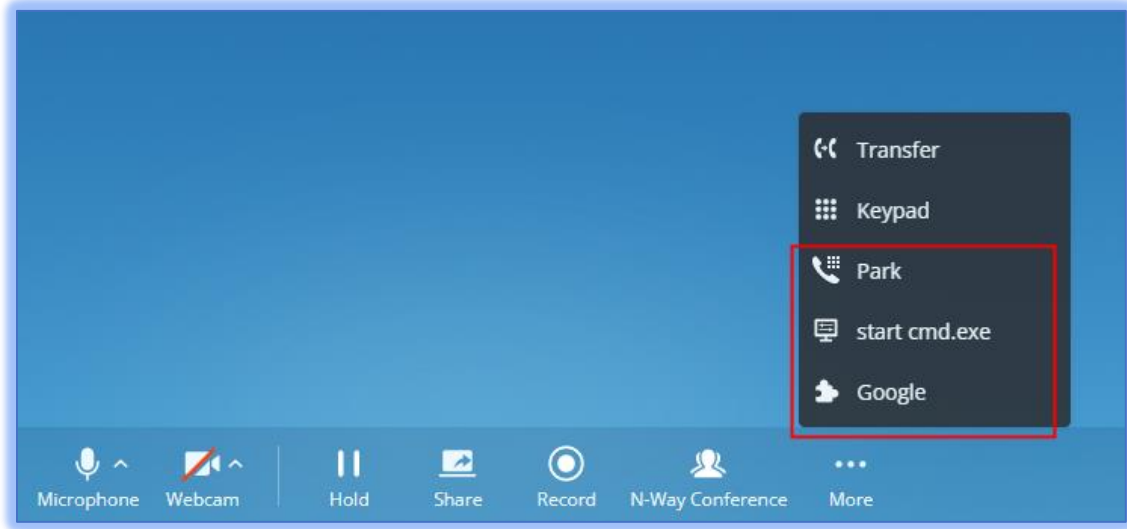 Transfer
Keypad
Park
start cmd.exe
Google
Microphone Webcam Hold Share Record N-Way Conference More